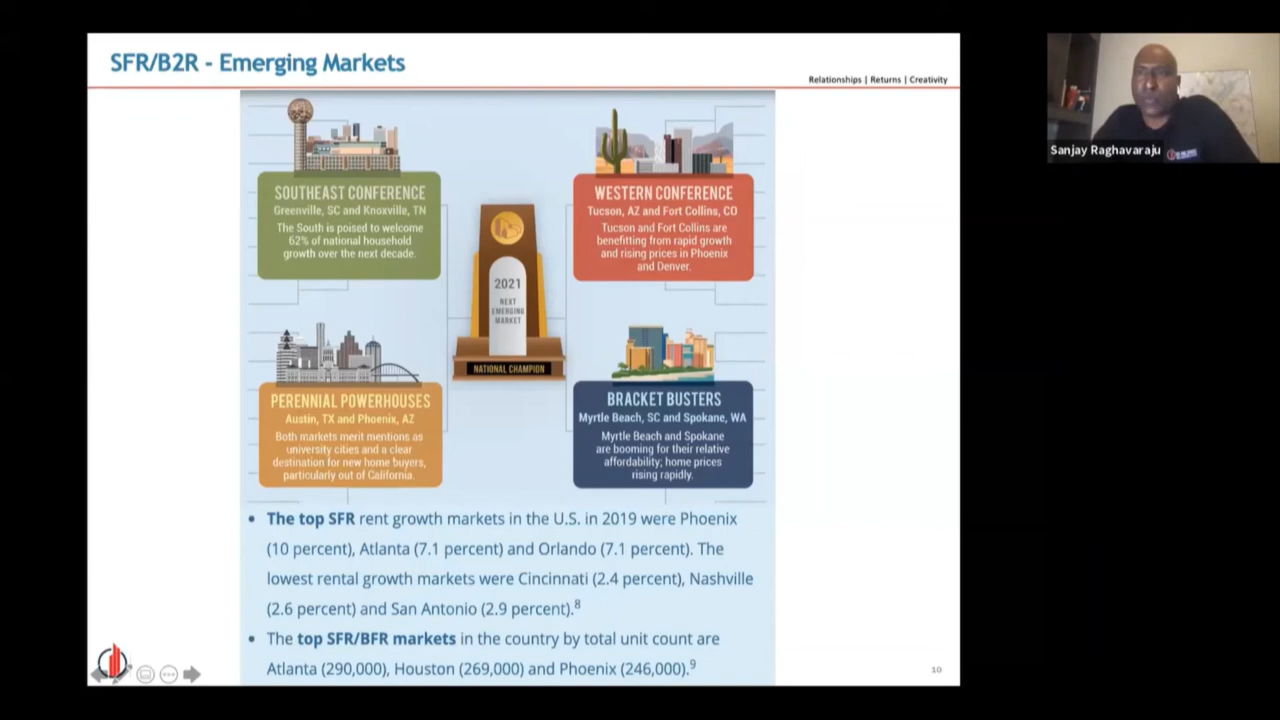 SFR/B2R - Emerging Markets
Relationships | Returns | Creativity
Sanjay Raghavaraju
SOUTHEAST CONFERENCE
Greenville, SC and Knoxville, TN
The South is poised to welcome
62% of national household
growth over the next decade.
WESTERN CONFERENCE
Tucson, AZ and Fort Collins, CO
Tucson and Fort Collins are
benefitting from rapid growth
and rising prices in Phoenix
and Denver.
2021
NEXT
EMERGING
MARKET
NATIONAL CHAMPION
PERENNIAL POWERHOUSES
Austin, TX and Phoenix, AZ
Both markets merit mentions as
university cities and a clear
destination for new home buyers,
particularly out of California.
BRACKET BUSTERS
Myrtle Beach, SC and Spokane, WA
Myrtle Beach and Spokane
are booming for their relative
affordability; home prices
rising rapidly.
• The top SFR rent growth markets in the U.S. in 2019 were Phoenix
(10 percent), Atlanta (7.1 percent) and Orlando (7.1 percent). The
lowest rental growth markets were Cincinnati (2.4 percent), Nashville
(2.6 percent) and San Antonio (2.9 percent).8
• The top SFR/BFR markets in the country by total unit count are
Atlanta (290,000), Houston (269,000) and Phoenix (246,000).9
10